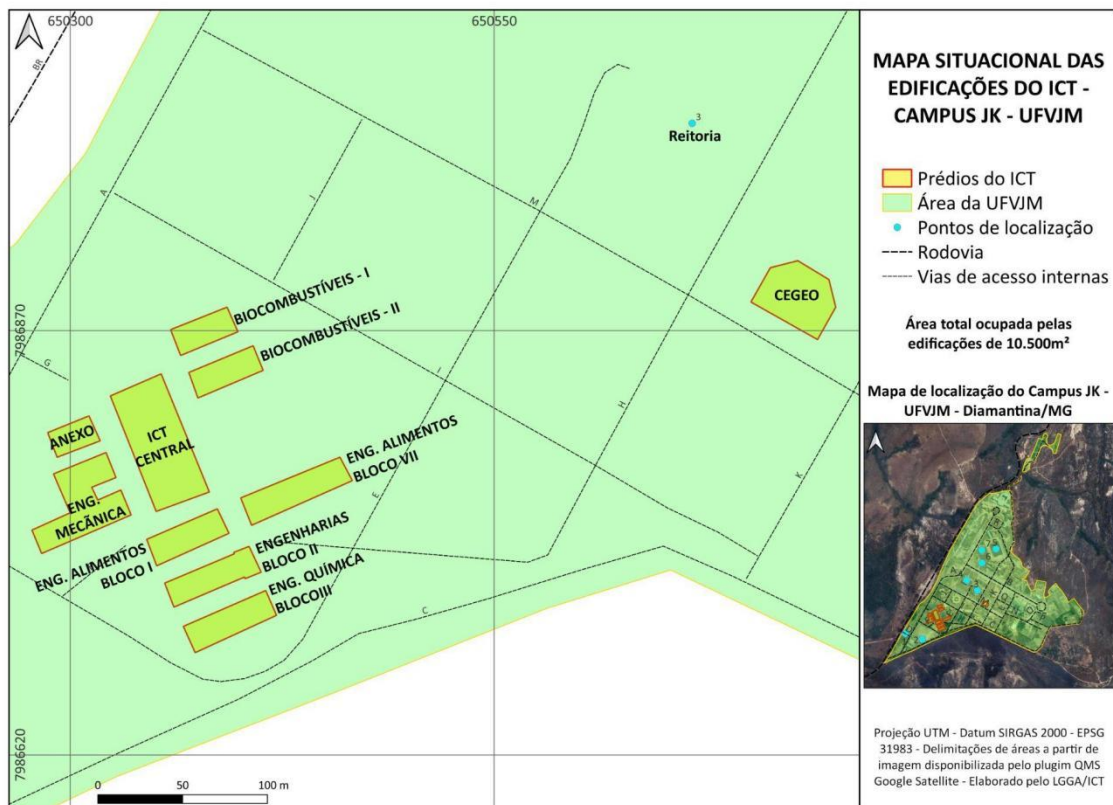 650300
650550
BR
3
Reitoria
A
J
M
CEGEO
BIOCOMBUSTÍVEIS - I
BIOCOMBUSTÍVEIS - II
7986870
G
I
H
K
ANEXO
ICT
CENTRAL
ENG.
MECÃNICA
ENG. ALIMENTOS
BLOCO VII
E
ENG. ALIMENTOS
BLOCO I
ENGENHARIAS
BLOCO II
ENG. QUÍMICA
BLOCOIII
C
7986620
0
50
100 m
MAPA SITUACIONAL DAS
EDIFICAÇÕES DO ICT -
CAMPUS JK - UFVJM
Prédios do ICT
Área da UFVJM
Pontos de localização
Rodovia
Vias de acesso internas
Área total ocupada pelas
edificações de 10.500m²
Mapa de localização do Campus JK -
UFVJM - Diamantina/MG
Projeção UTM - Datum SIRGAS 2000 - EPSG
31983 - Delimitações de áreas a partir de
imagem disponibilizada pelo plugim QMS
Google Satellite - Elaborado pelo LGGA/ICT